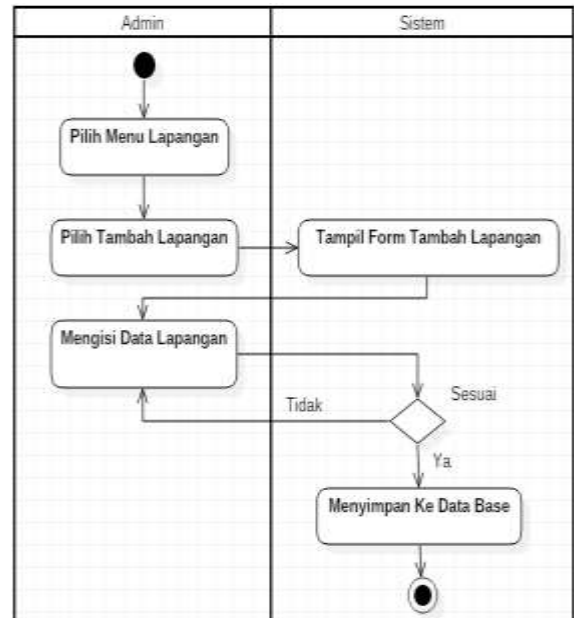 Admin
Sistem
Pilih Menu Lapangan
Pilih Tambah Lapangan
Tampil Form Tambah Lapangan
Mengisi Data Lapangan
Sesuai
Tidak
Ya
Menyimpan Ke Data Base